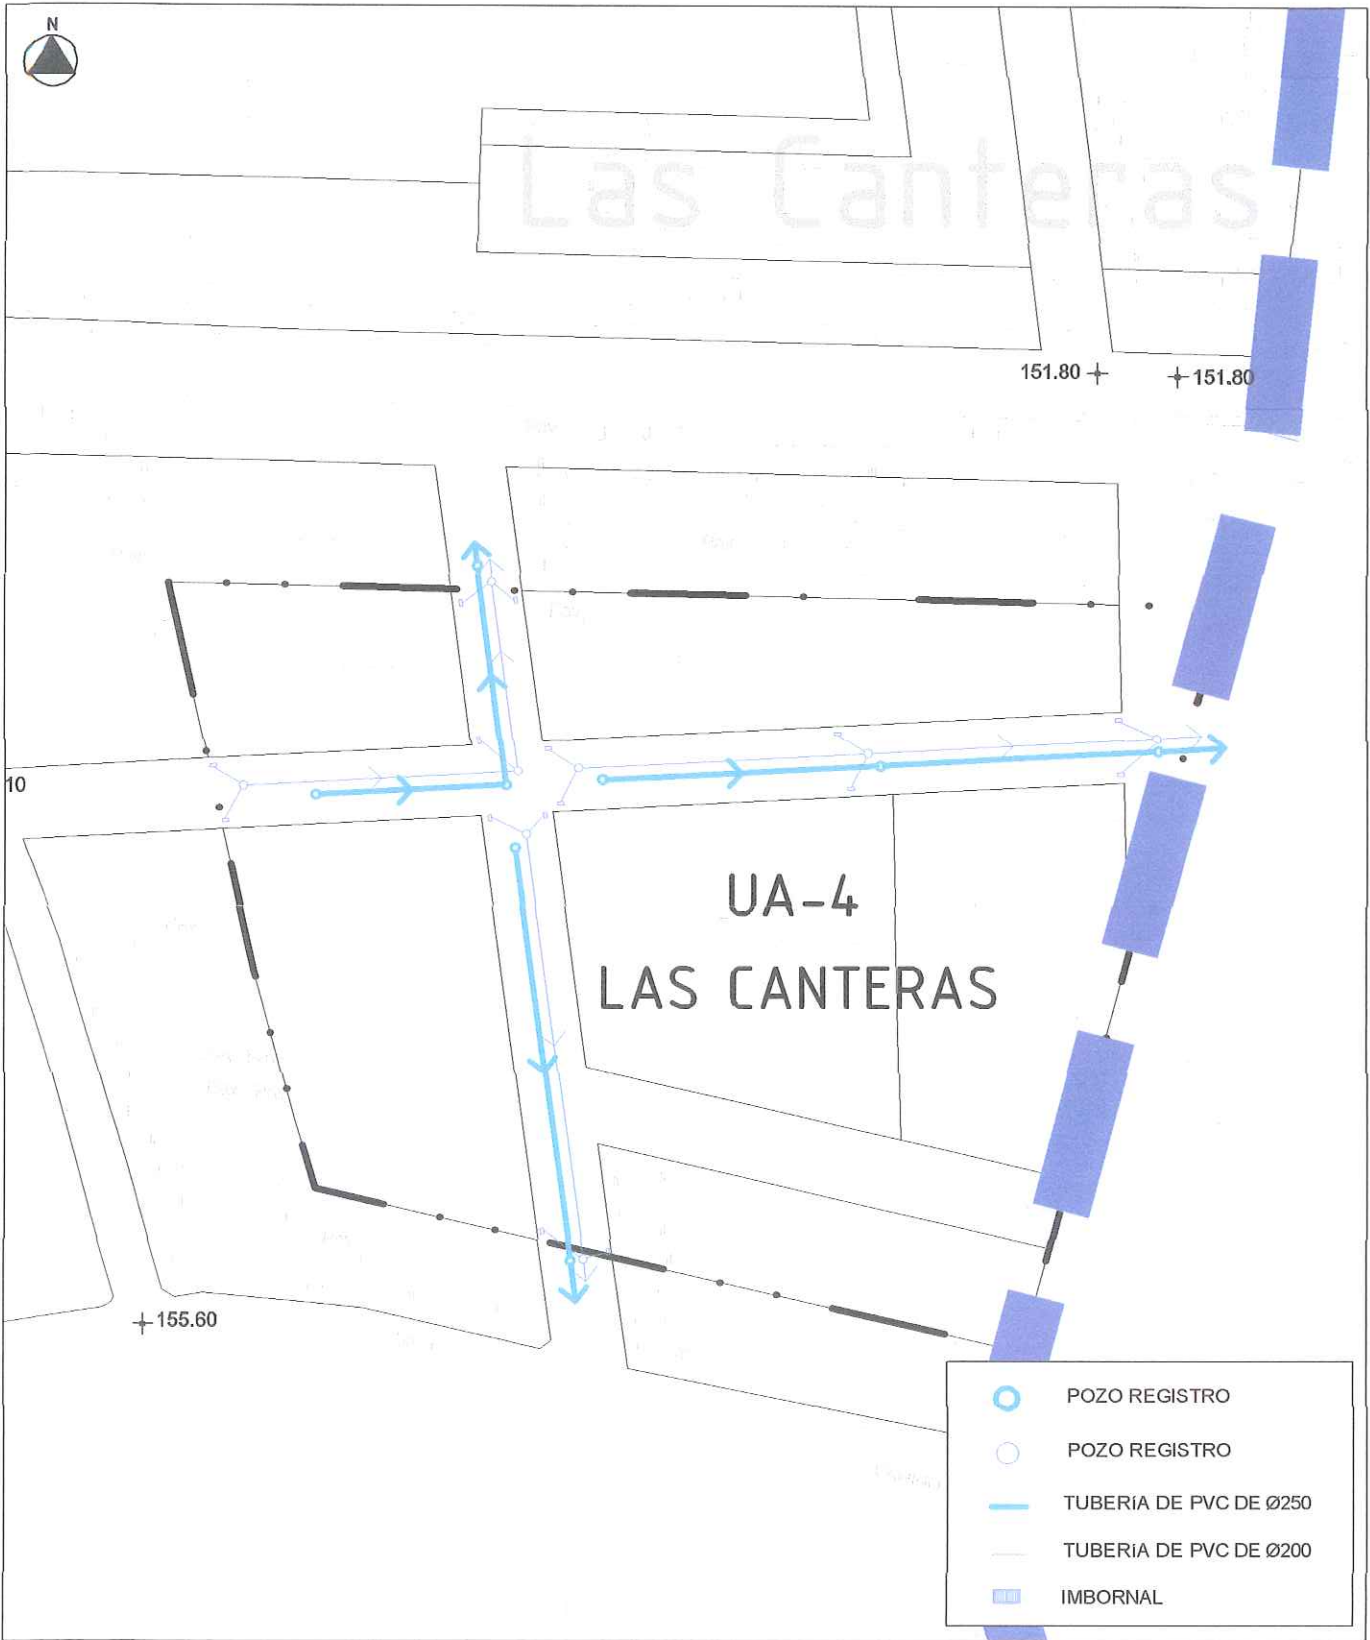 N
Las Canteras
151.80
151.80
10
UA-4
LAS CANTERAS
155.60
POZO REGISTRO
POZO REGISTRO
TUBERíA DE PVC DE Ø250
TUBERíA DE PVC DE Ø200
IMBORNAL